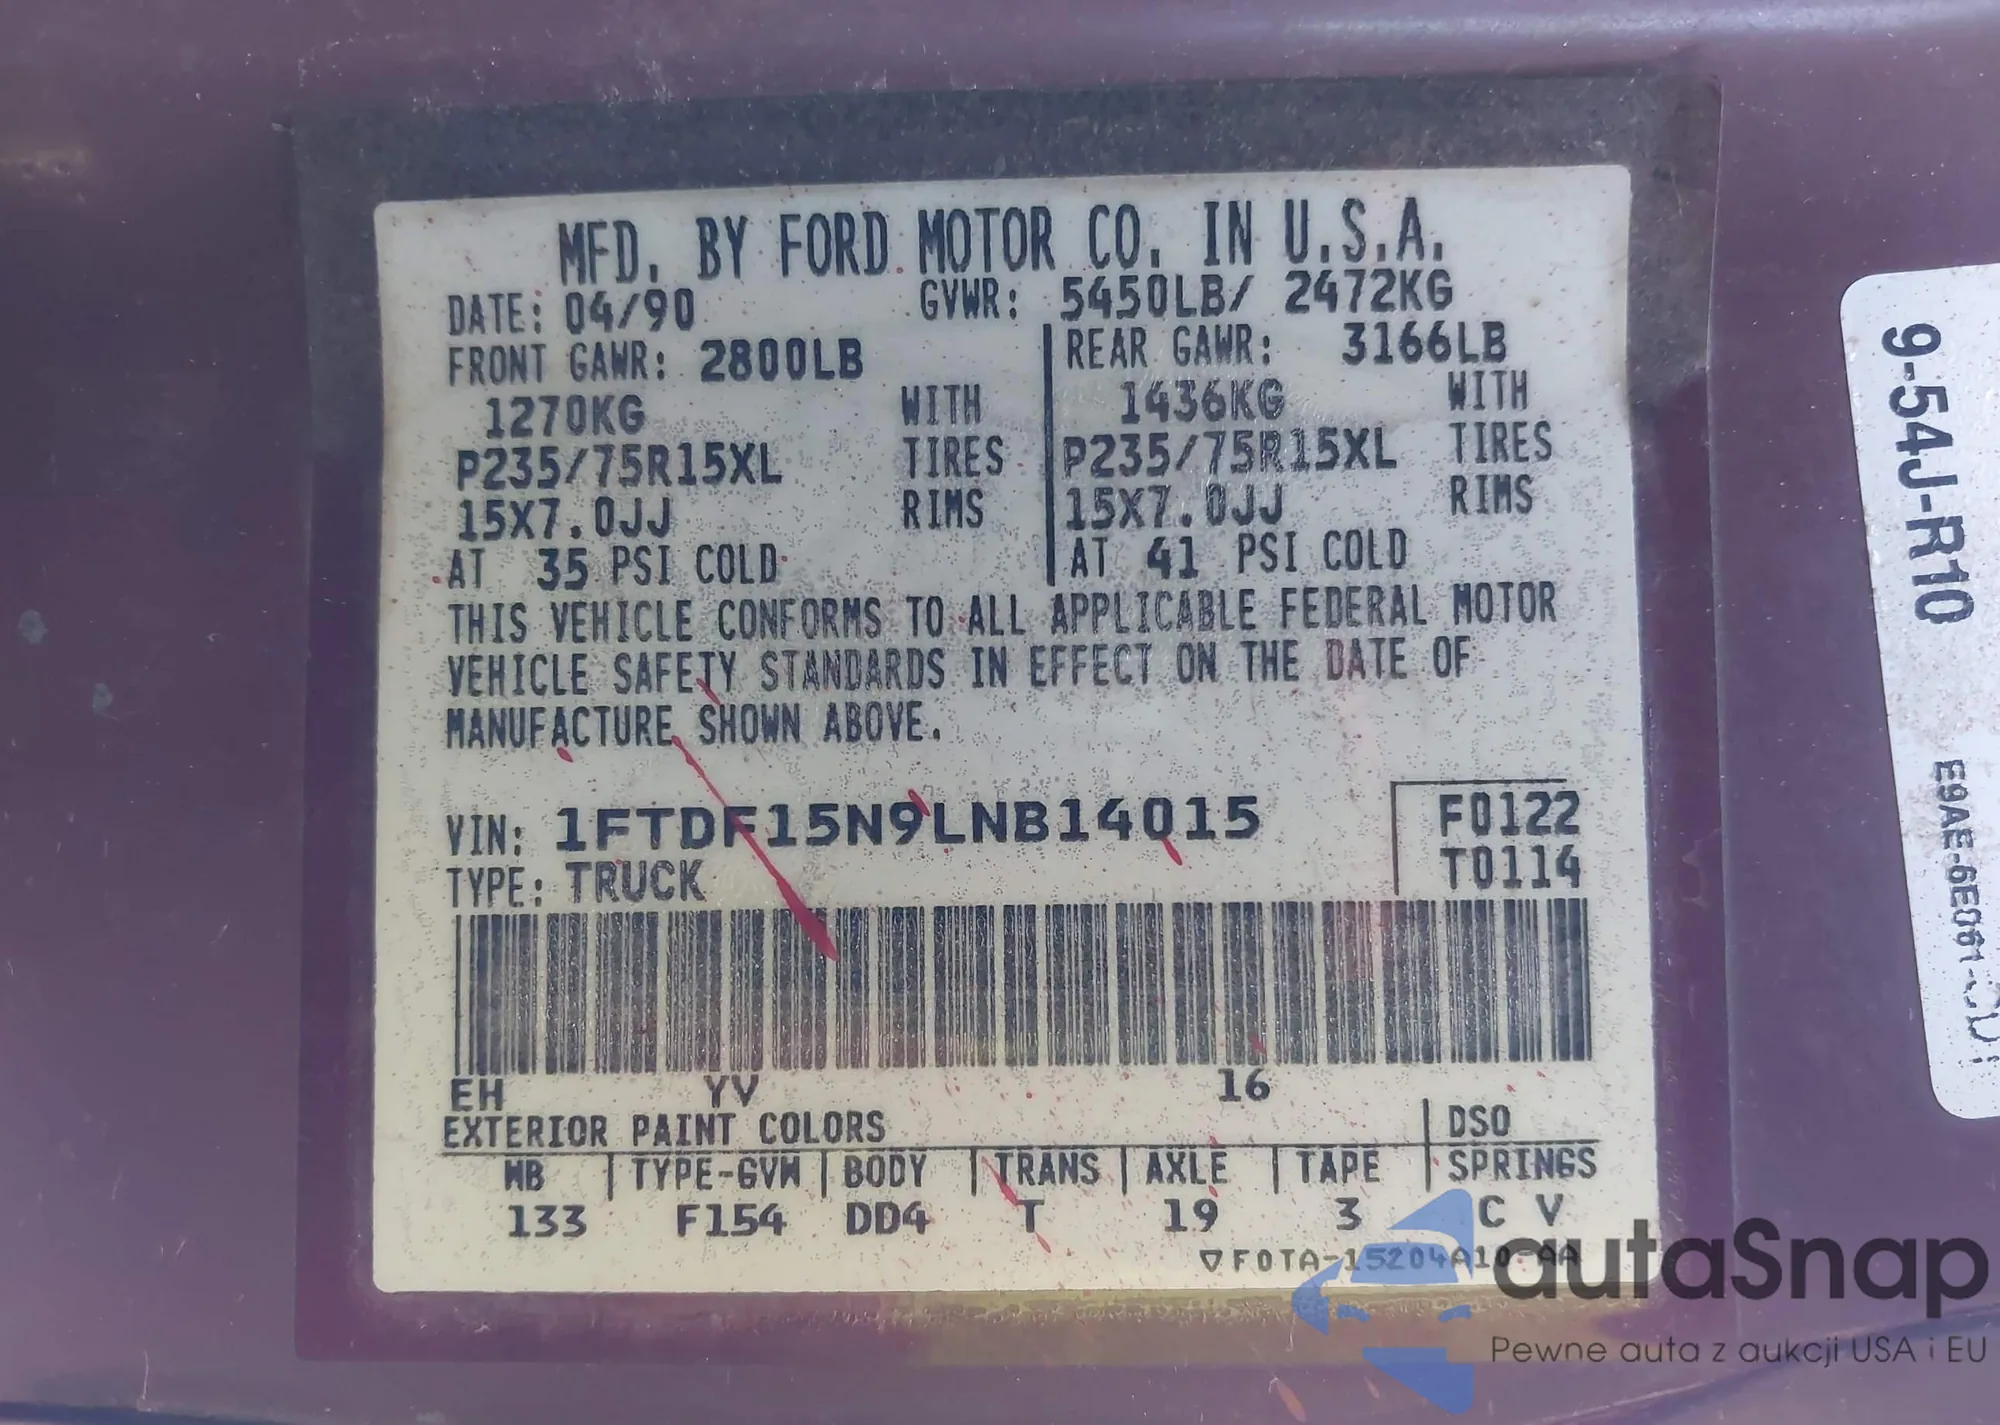 MFD. BY FORD MOTOR CO. IN U.S.A.
DATE: 04/90 GVWR: 5450LB/ 2472KG
FRONT GAWR: 2800LB REAR GAWR: 3166LB
1270KG WITH 1436KG WITH
P235/75R15XL TIRES P235/75R15XL TIRES
15X7.0JJ RIMS 15X7.0JJ RIMS
AT 35 PSI COLD AT 41 PSI COLD
THIS VEHICLE CONFORMS TO ALL APPLICABLE FEDERAL MOTOR
VEHICLE SAFETY STANDARDS IN EFFECT ON THE DATE OF
MANUFACTURE SHOWN ABOVE.
VIN: 1FTDF15N9LNB14015 F0122
TYPE: TRUCK T0114
EH YV 16
EXTERIOR PAINT COLORS DSO
WB TYPE-GVW BODY TRANS AXLE TAPE SPRINGS
133 F154 DD4 T 19 3 C V
F0TA-15204A10-AA
9-54J-R10
autaSnap
Pewne auta z aukcji USA i EU